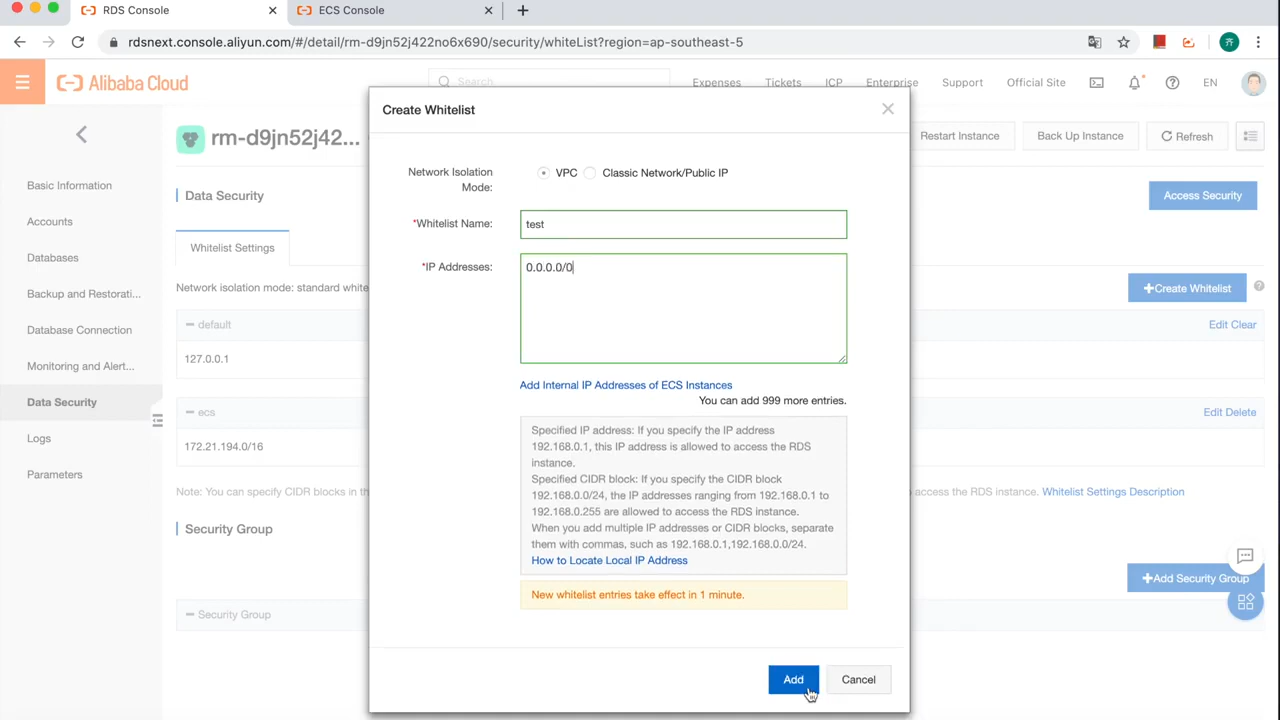 RDS Console
ECS Console
rdsnext.console.aliyun.com/#/detail/rm-d9jn52j422no6x690/security/whiteList?region=ap-southeast-5
Alibaba Cloud
Search
Expenses
Tickets
ICP
Enterprise
Support
Official Site
EN
rm-d9jn52j42...
Restart Instance
Back Up Instance
Refresh
Basic Information
Accounts
Databases
Backup and Restorati...
Database Connection
Monitoring and Alert...
Data Security
Logs
Parameters
Data Security
Access Security
Whitelist Settings
Network isolation mode: standard white
+Create Whitelist
default
Edit Clear
127.0.0.1
ecs
Edit Delete
172.21.194.0/16
Note: You can specify CIDR blocks in th
access the RDS instance. Whitelist Settings Description
Security Group
+Add Security Group
Security Group
Create Whitelist
Network Isolation
Mode:
VPC
Classic Network/Public IP
*Whitelist Name:
test
*IP Addresses:
0.0.0.0/0
Add Internal IP Addresses of ECS Instances
You can add 999 more entries.
Specified IP address: If you specify the IP address
192.168.0.1, this IP address is allowed to access the RDS
instance.
Specified CIDR block: If you specify the CIDR block
192.168.0.0/24, the IP addresses ranging from 192.168.0.1 to
192.168.0.255 are allowed to access the RDS instance.
When you add multiple IP addresses or CIDR blocks, separate
them with commas, such as 192.168.0.1,192.168.0.0/24.
How to Locate Local IP Address
New whitelist entries take effect in 1 minute.
Add
Cancel